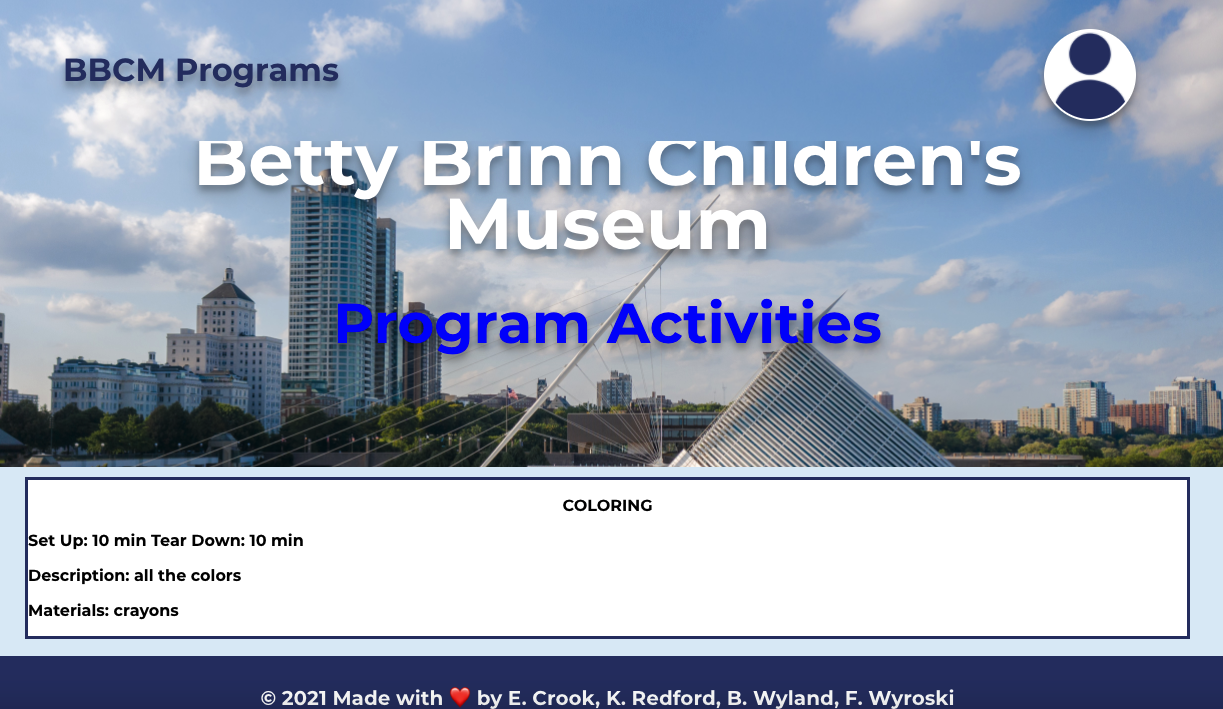 BBCM Programs
Betty Brinn Children's
Museum
Program Activities
COLORING
Set Up: 10 min Tear Down: 10 min
Description: all the colors
Materials: crayons
© 2021 Made with ❤️ by E. Crook, K. Redford, B. Wyland, F. Wyroski